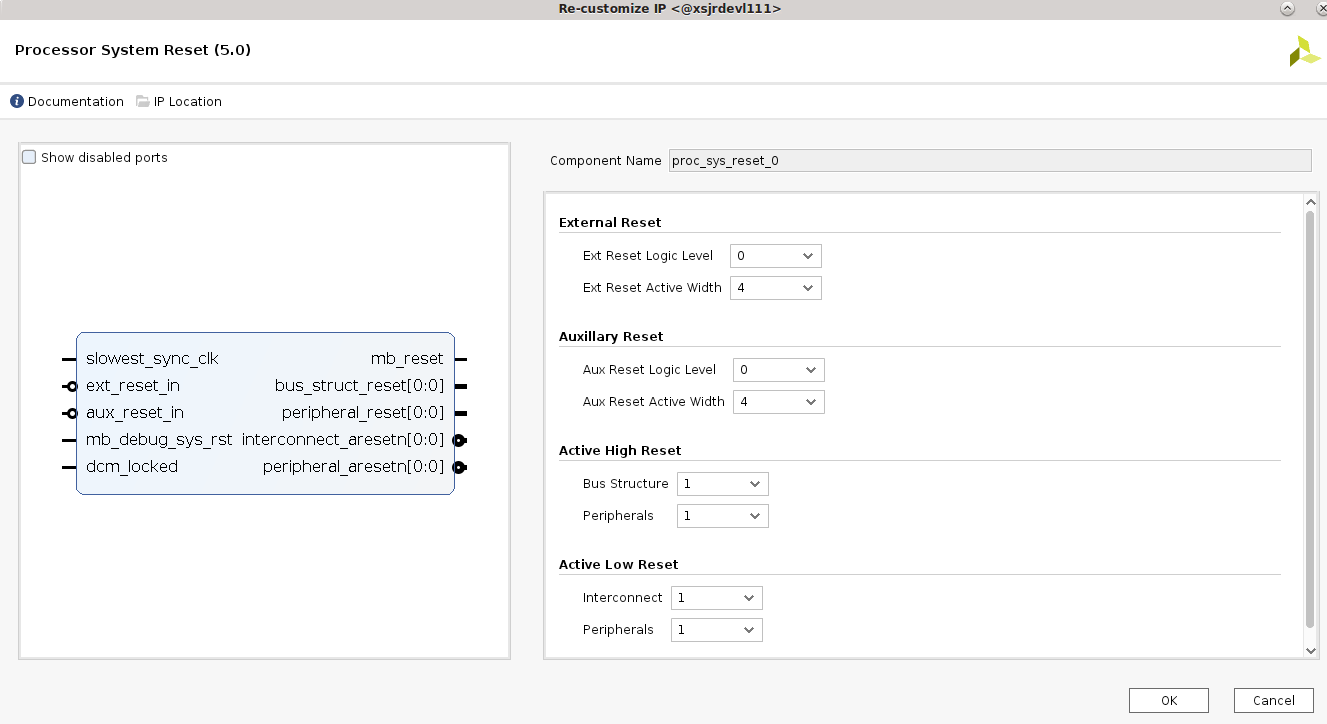 Re-customize IP <@xsjrdevl111>
Processor System Reset (5.0)
i Documentation IP Location
Show disabled ports
slowest_sync_clk mb_reset
ext_reset_in bus_struct_reset[0:0]
aux_reset_in peripheral_reset[0:0]
mb_debug_sys_rst interconnect_aresetn[0:0]
dcm_locked peripheral_aresetn[0:0]
Component Name proc_sys_reset_0
External Reset
Ext Reset Logic Level 0
Ext Reset Active Width 4
Auxillary Reset
Aux Reset Logic Level 0
Aux Reset Active Width 4
Active High Reset
Bus Structure 1
Peripherals 1
Active Low Reset
Interconnect 1
Peripherals 1
OK Cancel